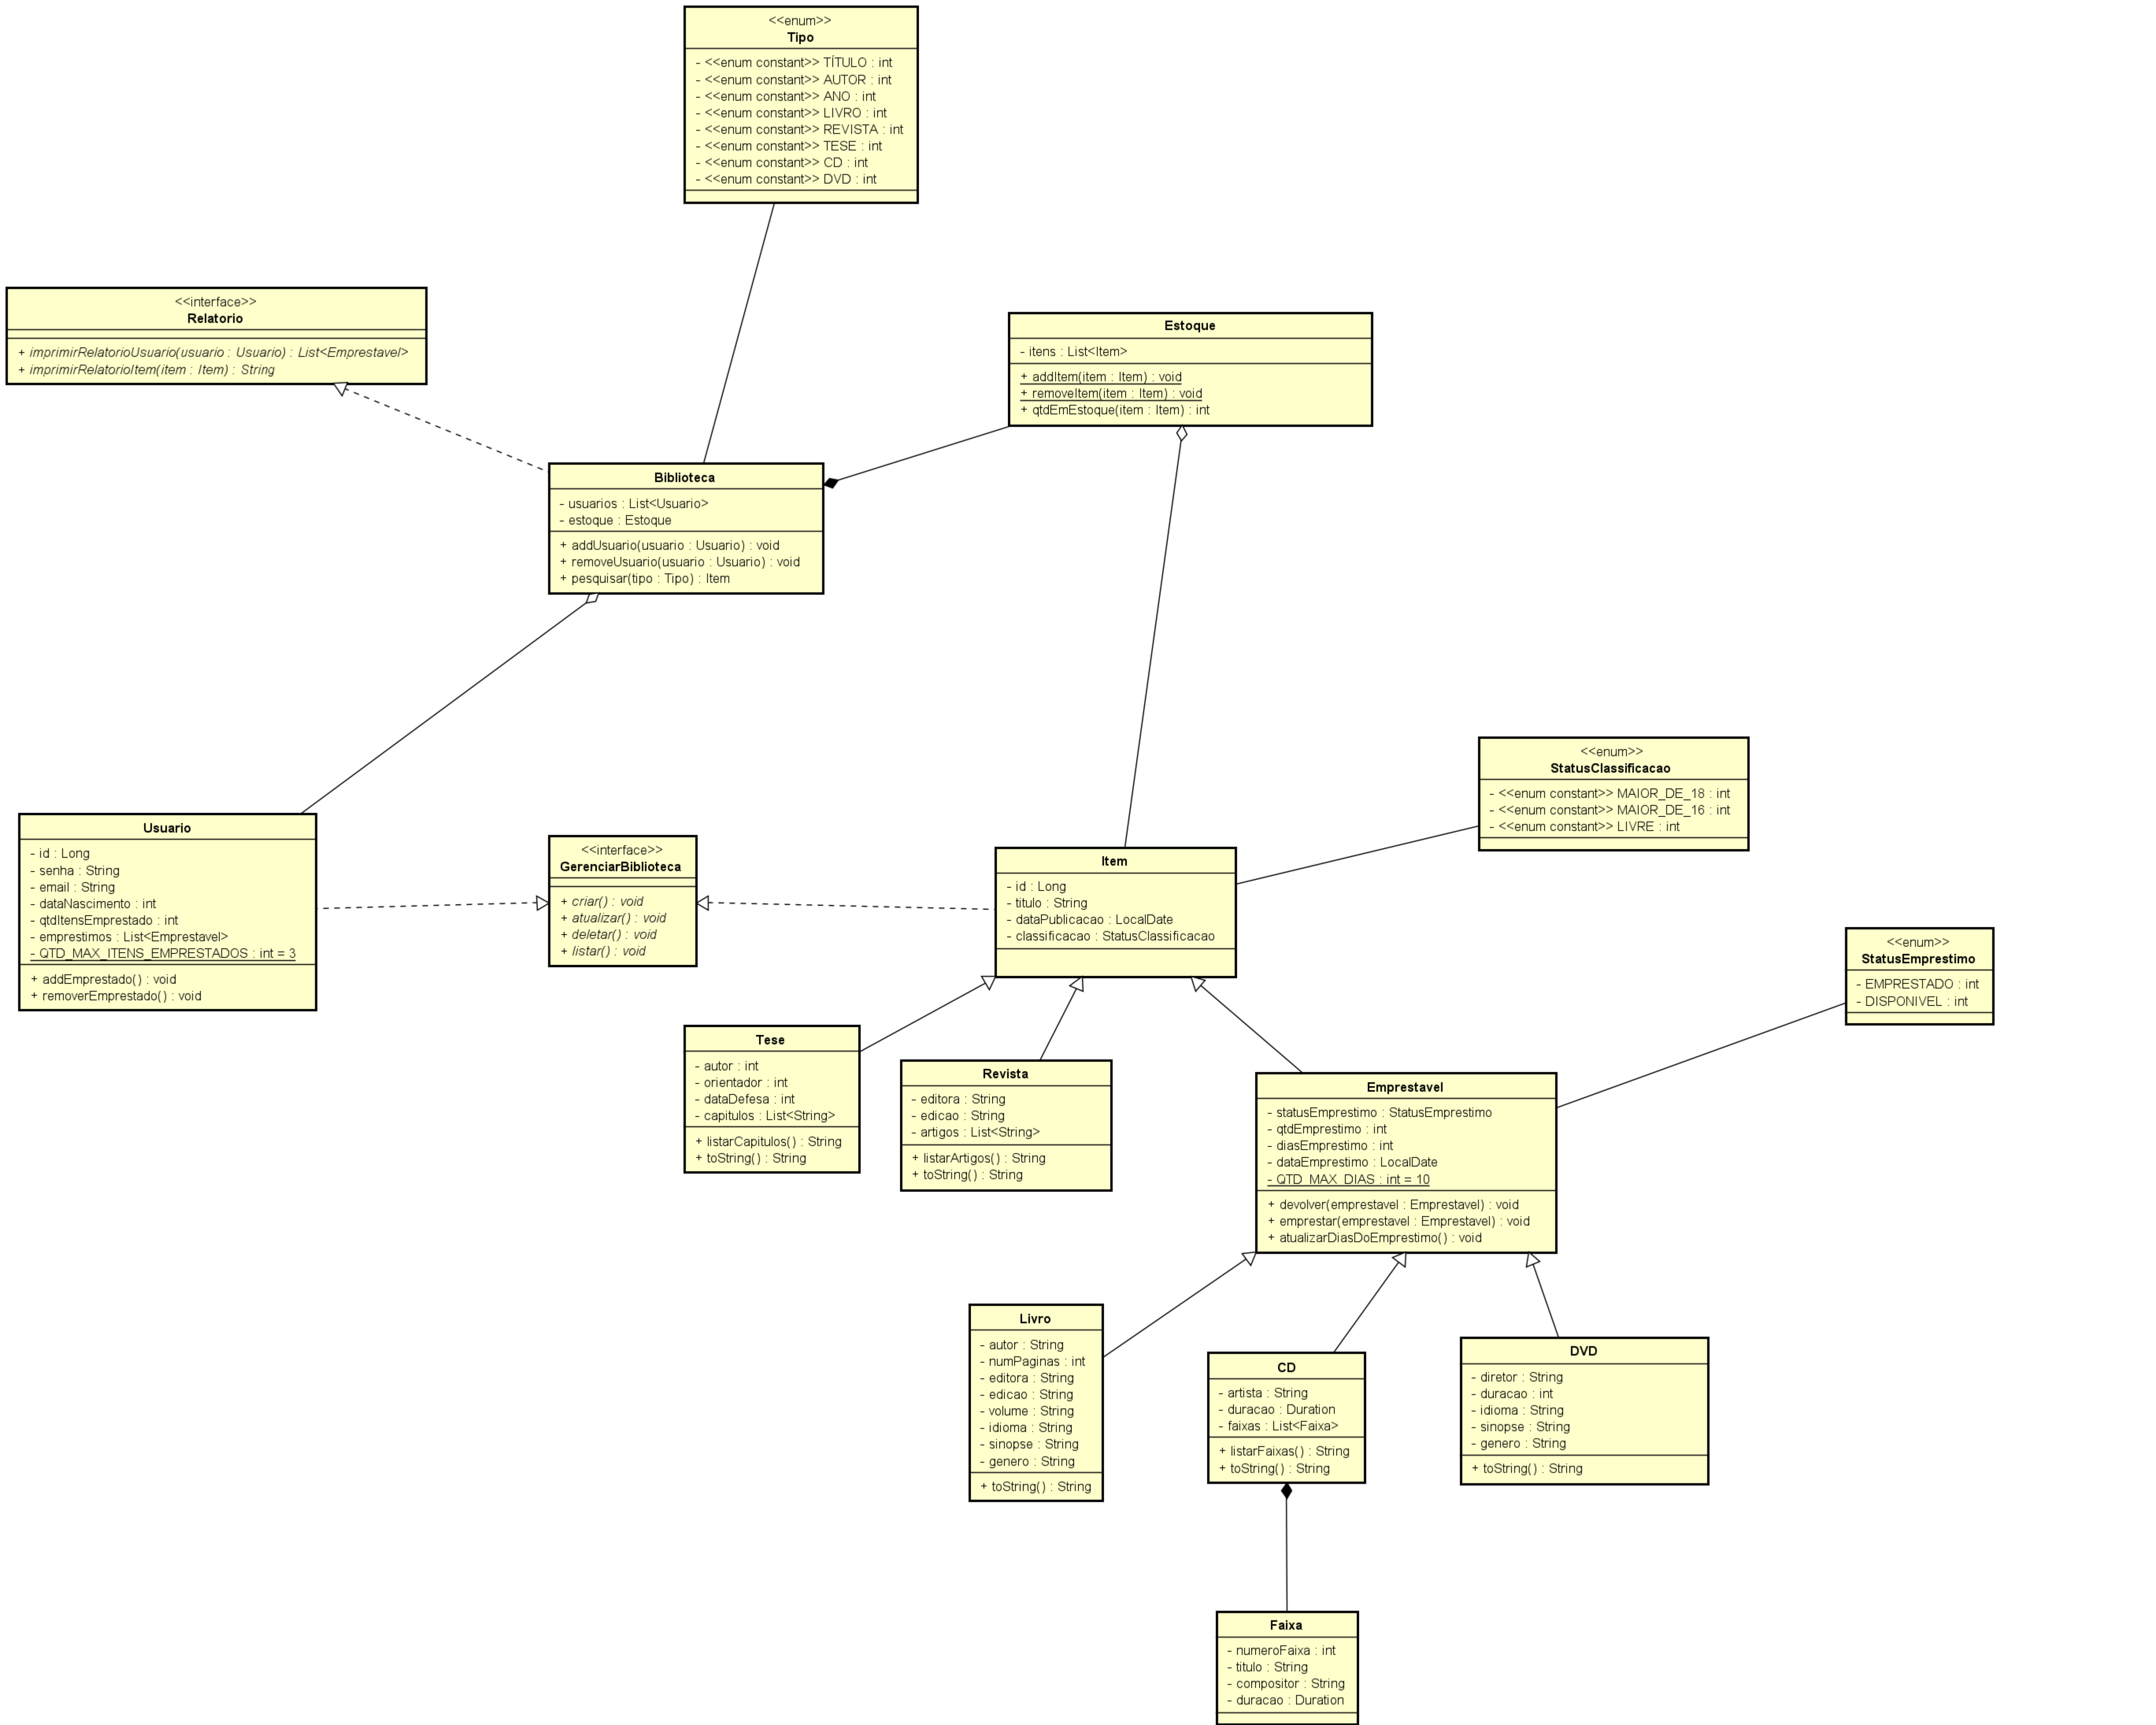 <<enum>>
Tipo
- <<enum constant>> TÍTULO : int
- <<enum constant>> AUTOR : int
- <<enum constant>> ANO : int
- <<enum constant>> LIVRO : int
- <<enum constant>> REVISTA : int
- <<enum constant>> TESE : int
- <<enum constant>> CD : int
- <<enum constant>> DVD : int
<<interface>>
Relatorio
+ imprimirRelatorioUsuario(usuario : Usuario) : List<Emprestavel>
+ imprimirRelatorioItem(item : Item) : String
Estoque
- itens : List<Item>
+ addItem(item : Item) : void
+ removeItem(item : Item) : void
+ qtdEmEstoque(item : Item) : int
Biblioteca
- usuarios : List<Usuario>
- estoque : Estoque
+ addUsuario(usuario : Usuario) : void
+ removeUsuario(usuario : Usuario) : void
+ pesquisar(tipo : Tipo) : Item
<<enum>>
StatusClassificacao
- <<enum constant>> MAIOR_DE_18 : int
- <<enum constant>> MAIOR_DE_16 : int
- <<enum constant>> LIVRE : int
Usuario
- id : Long
- senha : String
- email : String
- dataNascimento : int
- qtdItensEmprestado : int
- emprestimos : List<Emprestavel>
- QTD_MAX_ITENS_EMPRESTADOS : int = 3
+ addEmprestado() : void
+ removerEmprestado() : void
<<interface>>
GerenciarBiblioteca
+ criar() : void
+ atualizar() : void
+ deletar() : void
+ listar() : void
Item
- id : Long
- titulo : String
- dataPublicacao : LocalDate
- classificacao : StatusClassificacao
<<enum>>
StatusEmprestimo
- EMPRESTADO : int
- DISPONIVEL : int
Tese
- autor : int
- orientador : int
- dataDefesa : int
- capitulos : List<String>
+ listarCapitulos() : String
+ toString() : String
Revista
- editora : String
- edicao : String
- artigos : List<String>
+ listarArtigos() : String
+ toString() : String
Emprestavel
- statusEmprestimo : StatusEmprestimo
- qtdEmprestimo : int
- diasEmprestimo : int
- dataEmprestimo : LocalDate
- QTD_MAX_DIAS : int = 10
+ devolver(emprestavel : Emprestavel) : void
+ emprestar(emprestavel : Emprestavel) : void
+ atualizarDiasDoEmprestimo() : void
Livro
- autor : String
- numPaginas : int
- editora : String
- edicao : String
- volume : String
- idioma : String
- sinopse : String
- genero : String
+ toString() : String
CD
- artista : String
- duracao : Duration
- faixas : List<Faixa>
+ listarFaixas() : String
+ toString() : String
DVD
- diretor : String
- duracao : int
- idioma : String
- sinopse : String
- genero : String
+ toString() : String
Faixa
- numeroFaixa : int
- titulo : String
- compositor : String
- duracao : Duration